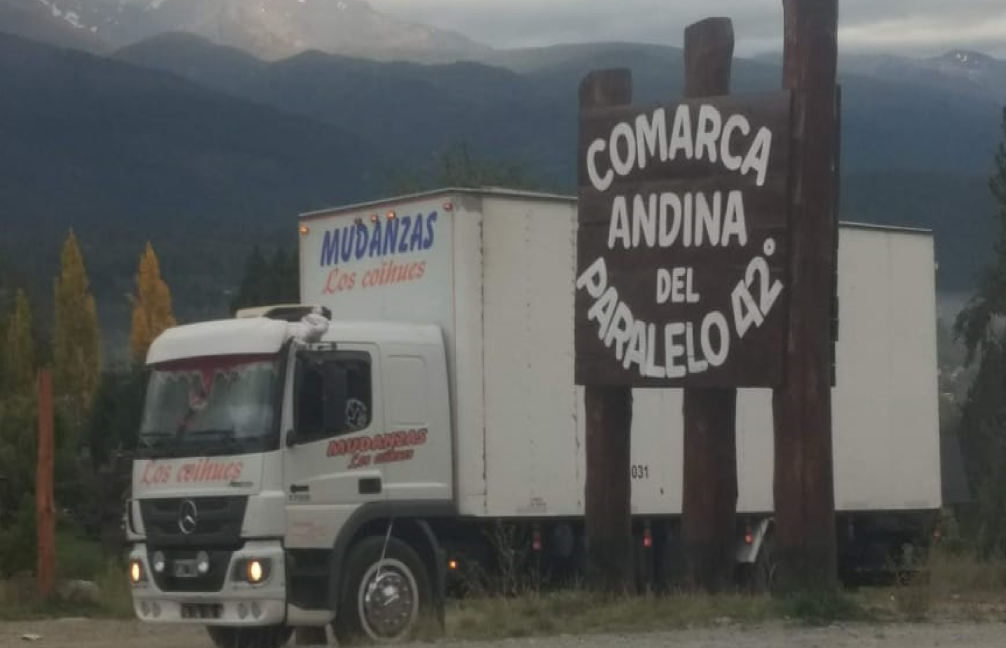 MUDANZAS
Los coihues
COMARCA
ANDINA
DEL
PARALELO 42°
MUDANZAS
Los coihues
Los coihues
031